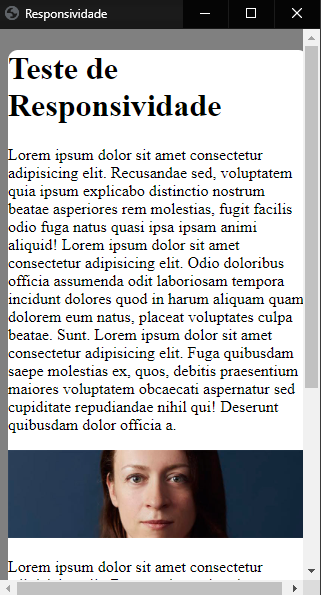 Responsividade
Teste de
Responsividade
Lorem ipsum dolor sit amet consectetur
adipisicing elit. Recusandae sed, voluptatem
quia ipsum explicabo distinctio nostrum
beatae asperiores rem molestias, fugit facilis
odio fuga natus quasi ipsa ipsam animi
aliquid! Lorem ipsum dolor sit amet
consectetur adipisicing elit. Odio doloribus
officia assumenda odit laboriosam tempora
incidunt dolores quod in harum aliquam quam
dolorem eum natus, placeat voluptates culpa
beatae. Sunt. Lorem ipsum dolor sit amet
consectetur adipisicing elit. Fuga quibusdam
saepe molestias ex, quos, debitis praesentium
maiores voluptatem obcaecati aspernatur sed
cupiditate repudiandae nihil qui! Deserunt
quibusdam dolor officia a.
Lorem ipsum dolor sit amet consectetur